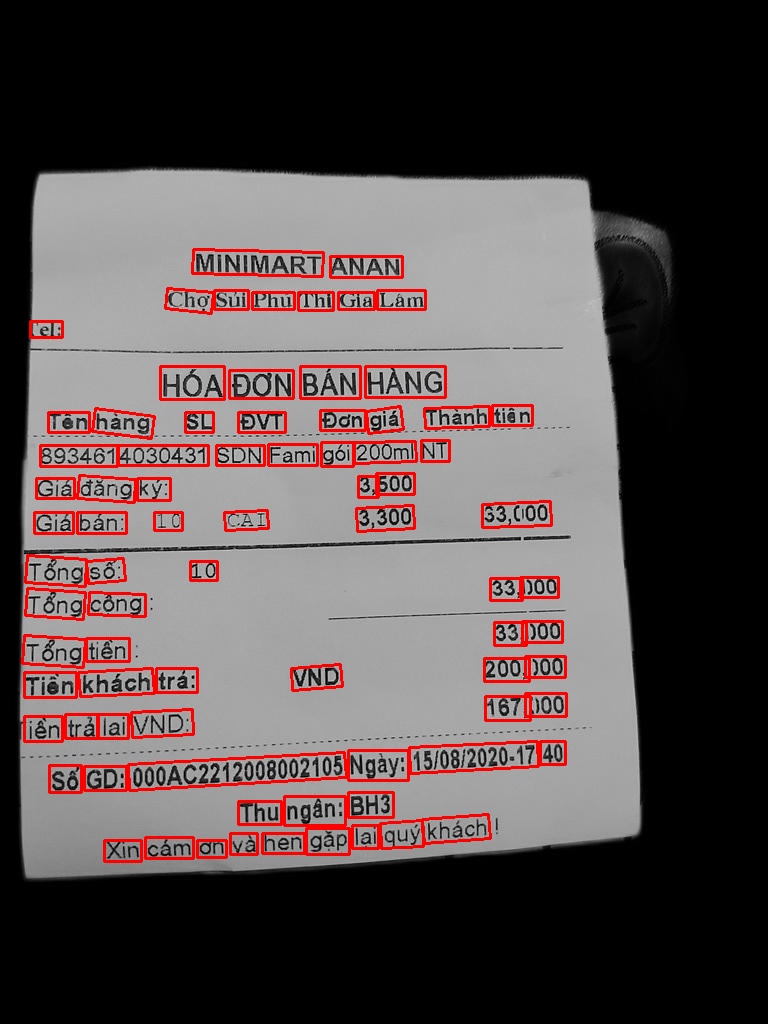 MINIMART ANAN
Chợ Sủi Phú Thị Gia Lâm
Tel:
HÓA ĐƠN BÁN HÀNG
Tên hàng SL ĐVT Đơn giá Thành tiền
8934614030431 SDN Fami gói 200ml NT
Giá đăng ký: 3,500
Giá bán: 10 CAI 3,300 33,000
Tổng số: 10
Tổng cộng : 33,000
Tổng tiền : 33,000
Tiền khách trả: VND 200,000
Tiền trả lại VND: 167,000
Số GD: 000AC2212008002105 Ngày: 15/08/2020-17:40
Thu ngân: BH3
Xin cảm ơn và hẹn gặp lại quý khách !